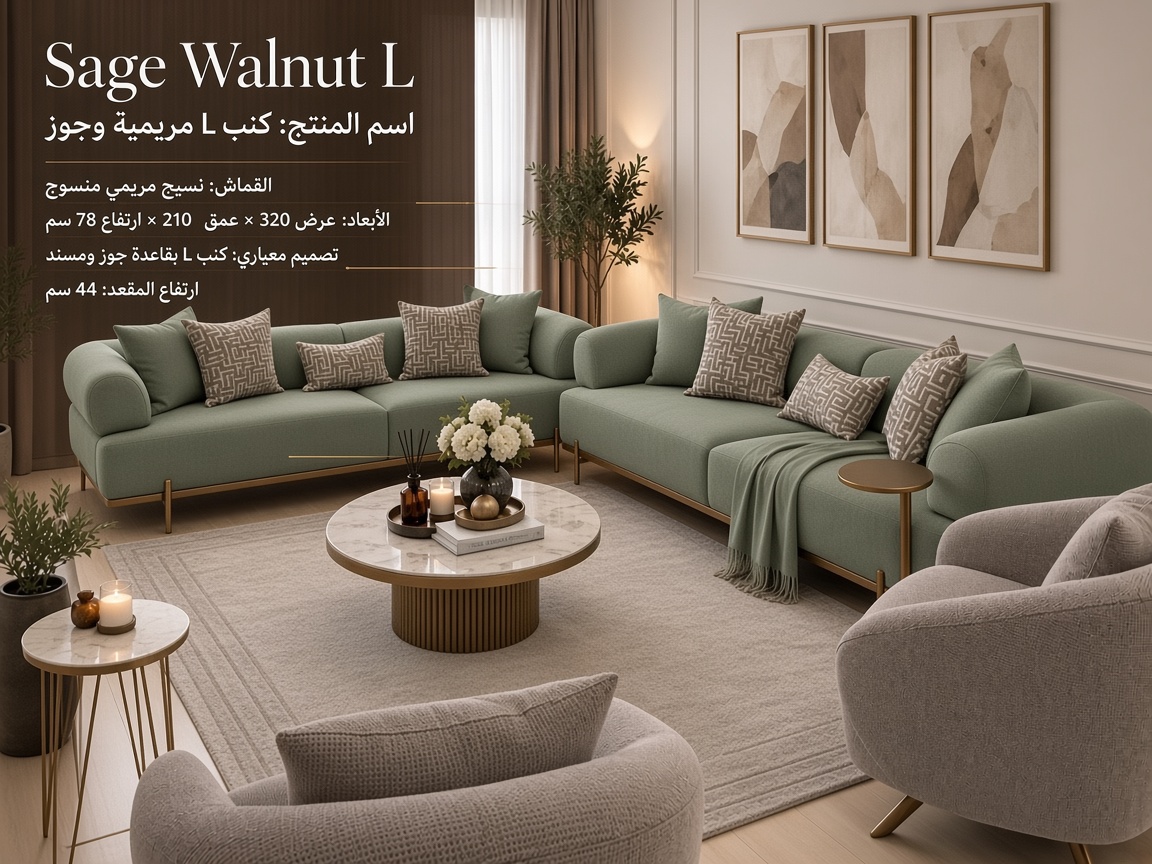 Sage Walnut L
اسم المنتج: كنب L مريمية وجوز
القماش: نسيج مريمي منسوج
الأبعاد: عرض 320 × عمق 210 × ارتفاع 78 سم
تصميم معياري: كنب L بقاعدة جوز ومسند
ارتفاع المقعد: 44 سم